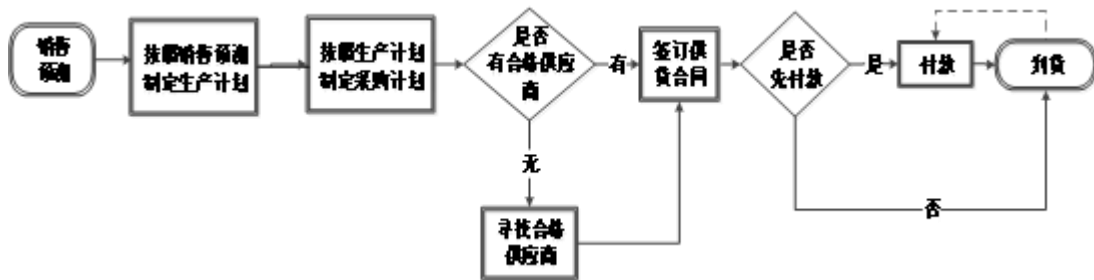 销售
预测
按照销售预测
制定生产计划
按照生产计划
制定采购计划
是否
有合格供应
商
有
无
寻找合格
供应商
签订供
货合同
是否
先付款
是
否
付款
到货